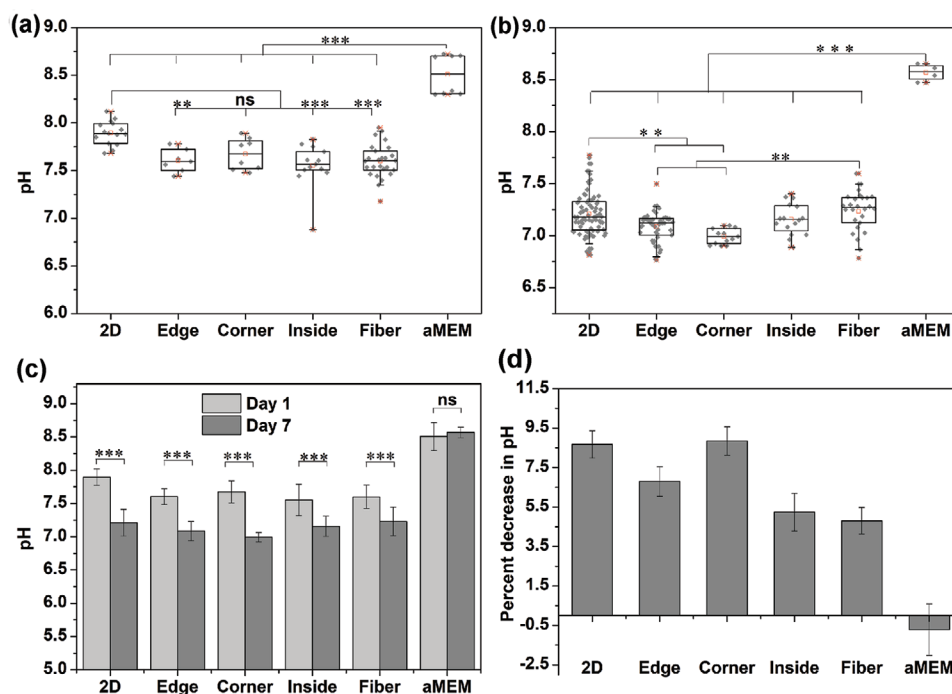 (a)
9.0
8.5
8.0
7.5
7.0
6.5
6.0
pH
***
** ns *** ***
2D Edge Corner Inside Fiber aMEM
(b)
9.0
8.5
8.0
7.5
7.0
6.5
pH
***
**
**
2D Edge Corner Inside Fiber aMEM
(c)
9.0
8.5
8.0
7.5
7.0
6.5
6.0
5.5
5.0
pH
Day 1
Day 7
ns
*** *** *** *** ***
2D Edge Corner Inside Fiber aMEM
(d)
11.5
9.5
7.5
5.5
3.5
1.5
-0.5
-2.5
Percent decrease in pH
2D Edge Corner Inside Fiber aMEM